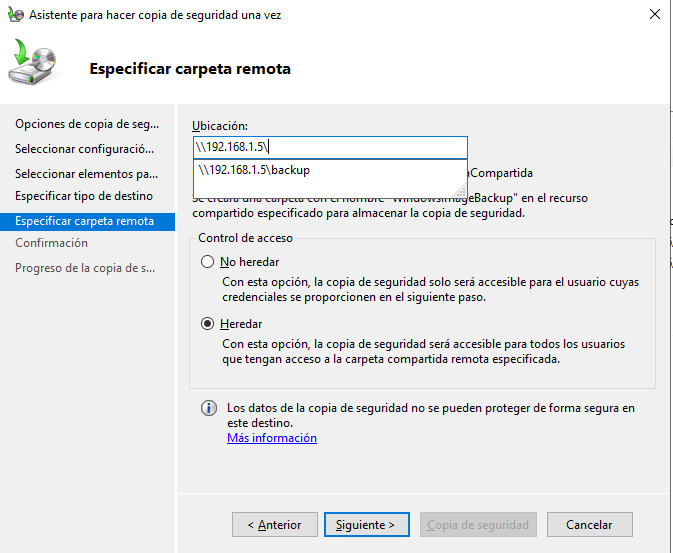 Asistente para hacer copia de seguridad una vez
Especificar carpeta remota
Opciones de copia de seg...
Seleccionar configuració...
Seleccionar elementos pa...
Especificar tipo de destino
Especificar carpeta remota
Confirmación
Progreso de la copia de s...
Ubicación:
\\192.168.1.5\
\\192.168.1.5\backup
Compartida
Se creará una carpeta con el nombre "WindowsImageBackup" en el recurso
compartido especificado para almacenar la copia de seguridad.
Control de acceso
No heredar
Con esta opción, la copia de seguridad solo será accesible para el usuario cuyas
credenciales se proporcionen en el siguiente paso.
Heredar
Con esta opción, la copia de seguridad será accesible para todos los usuarios
que tengan acceso a la carpeta compartida remota especificada.
Los datos de la copia de seguridad no se pueden proteger de forma segura en
este destino.
Más información
< Anterior
Siguiente >
Copia de seguridad
Cancelar